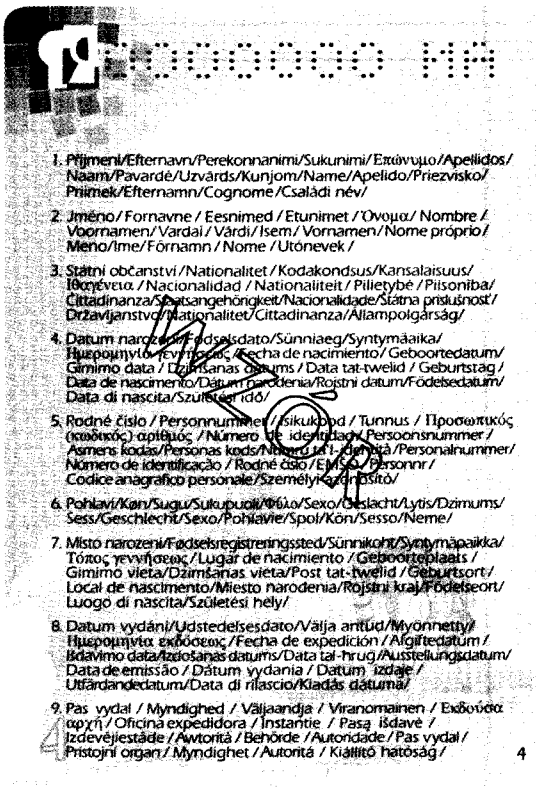 P000000 MA
1. Příjmení/Efternavn/Perekonnanimi/Sukunimi/Επώνυμο/Apellidos/
Naam/Pavardė/Uzvārds/Kunjom/Name/Apelido/Priezvisko/
Priimek/Efternamn/Cognome/Családi név/
2. Jméno/Fornavne/Eesnimed/Etunimet/Όνομα/Nombre/
Voornamen/Vardai/Vārdi/Isem/Vornamen/Nome próprio/
Meno/Ime/Förnamn/Nome/Utónevek/
3. Státní občanství/Nationalitet/Kodakondsus/Kansalaisuus/
Ιθαγένεια/Nacionalidad/Nationaliteit/Pilietybė/Pilsonība/
Cittadinanza/Staatsangehörigkeit/Nacionalidade/Štátna príslušnosť/
Državljanstvo/Nationalitet/Cittadinanza/Állampolgárság/
4. Datum narození/Fødselsdato/Sünniaeg/Syntymäaika/
Ημερομηνία γεννήσεως/Fecha de nacimiento/Geboortedatum/
Gimimo data/Dzimšanas datums/Data tat-twelid/Geburtstag/
Data de nascimento/Dátum narodenia/Rojstni datum/Födelsedatum/
Data di nascita/Születési idő/
5. Rodné číslo/Personnummer/Isikukood/Tunnus/Προσωπικός
(κωδικός) αριθμός/Número de identidad/Persoonsnummer/
Asmens kodas/Personas kods/Numru ta'l-identità/Personalnummer/
Número de identificação/Rodné číslo/EMŠO/Personnr/
Codice anagrafico personale/Személyi azonosító/
6. Pohlaví/Køn/Sugu/Sukupuoli/Φύλο/Sexo/Geslacht/Lytis/Dzimums/
Sess/Geschlecht/Sexo/Pohlavie/Spol/Kön/Sesso/Neme/
7. Místo narození/Fødselsregistreringssted/Sünnikoht/Syntymäpaikka/
Τόπος γεννήσεως/Lugar de nacimiento/Geboorteplaats/
Gimimo vieta/Dzimšanas vieta/Post tat-twelid/Geburtsort/
Local de nascimento/Miesto narodenia/Rojstni kraj/Födelseort/
Luogo di nascita/Születési hely/
8. Datum vydání/Udstedelsesdato/Välja antud/Myönnetty/
Ημερομηνία εκδόσεως/Fecha de expedición/Afgiftedatum/
Išdavimo data/Izdošanas datums/Data tal-hrug/Ausstellungsdatum/
Data de emissão/Dátum vydania/Datum izdaje/
Utfärdandedatum/Data di rilascio/Kiadás dátuma/
9. Pas vydal/Myndighed/Väljaandja/Viranomainen/Εκδούσα
αρχή/Oficina expedidora/Instantie/Pasą išdavė/
Izdevējiestāde/Awtorità/Behörde/Autoridade/Pas vydal/
Pristojni organ/Myndighet/Autorità/Kiállító hatóság/
WZÓR
4